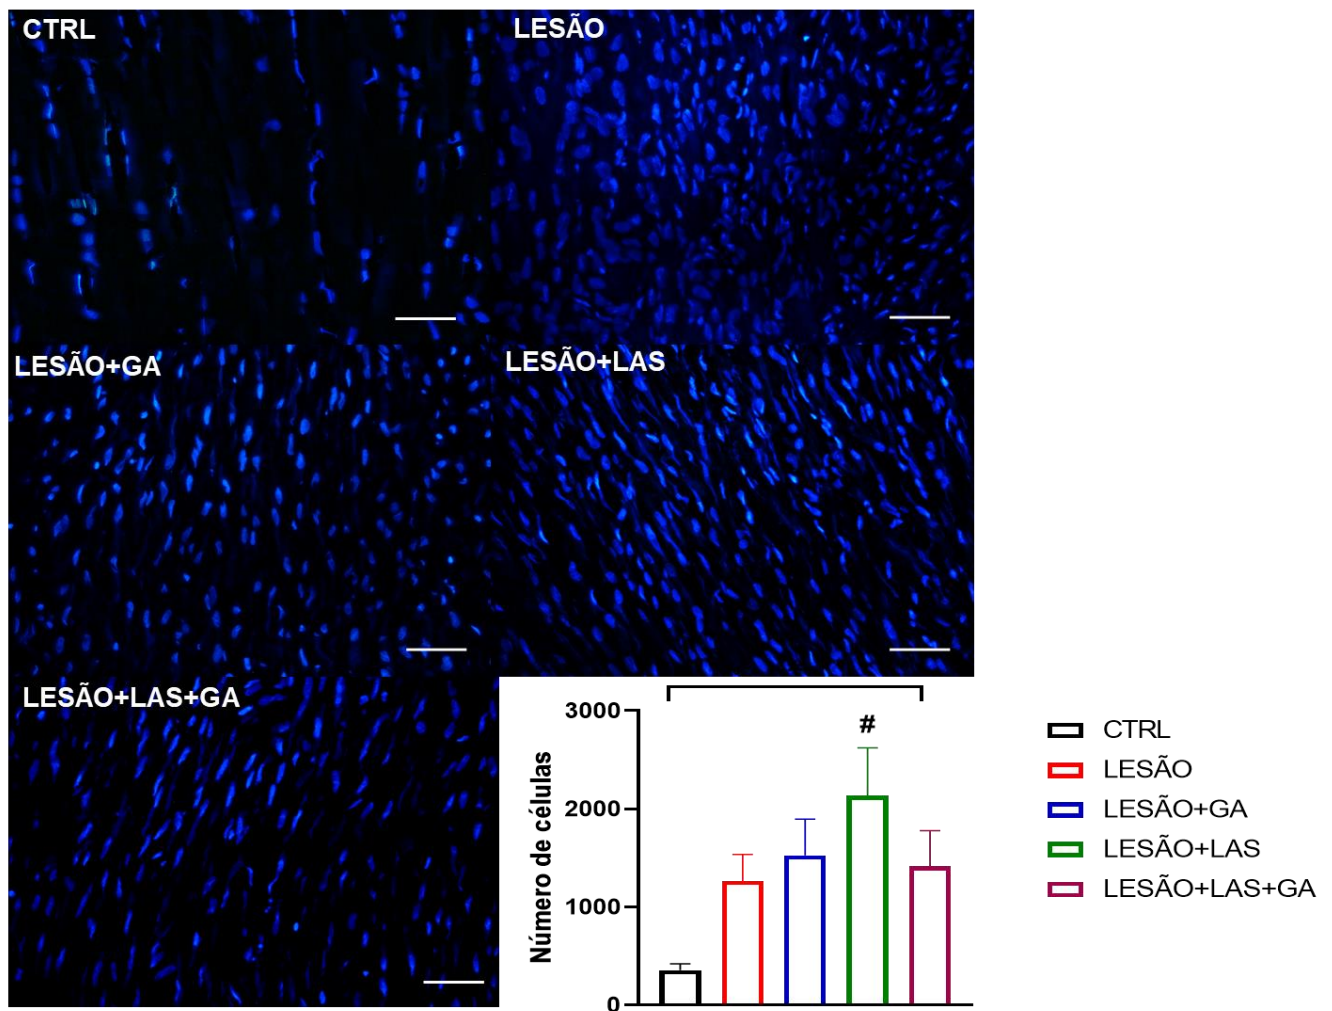 CTRL
LESÃO
LESÃO+GA
LESÃO+LAS
LESÃO+LAS+GA
Número de células
3000
2000
1000
0
#
CTRL
LESÃO
LESÃO+GA
LESÃO+LAS
LESÃO+LAS+GA